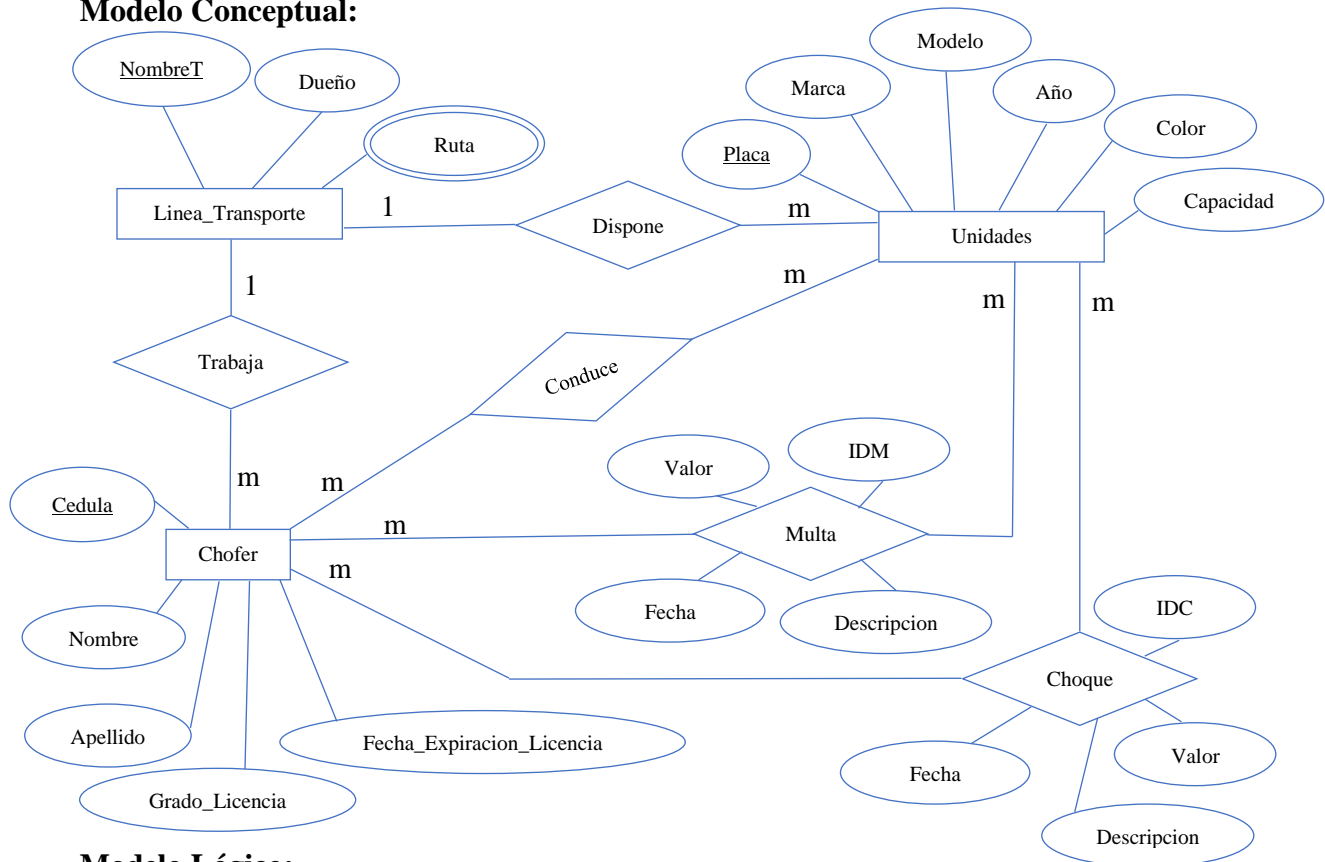 Modelo Conceptual:
NombreT
Dueño
Ruta
Linea_Transporte
1
Dispone
m
Placa
Marca
Modelo
Año
Color
Capacidad
Unidades
1
Trabaja
m
m
Conduce
m
m
m
Cedula
Chofer
m
m
Valor
IDM
Multa
Fecha
Descripcion
Nombre
Apellido
Grado_Licencia
Fecha_Expiracion_Licencia
IDC
Choque
Fecha
Valor
Descripcion
Modelo Lógico: